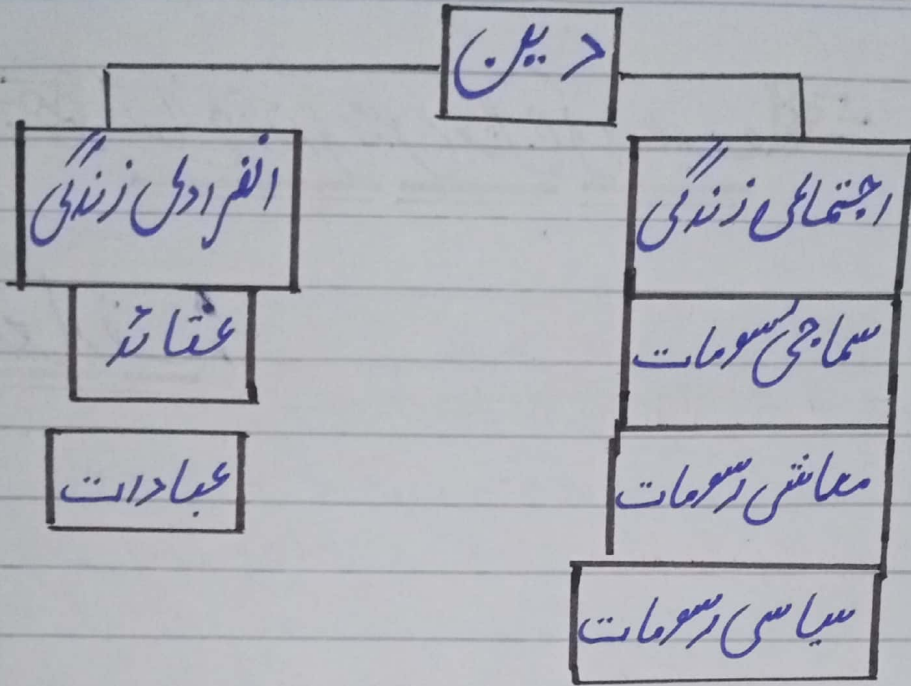 دین
اجتماعی زندگی
انفرادی زندگی
سماجی رسومات
عقائد
معاشی رسومات
عبادات
سیاسی رسومات